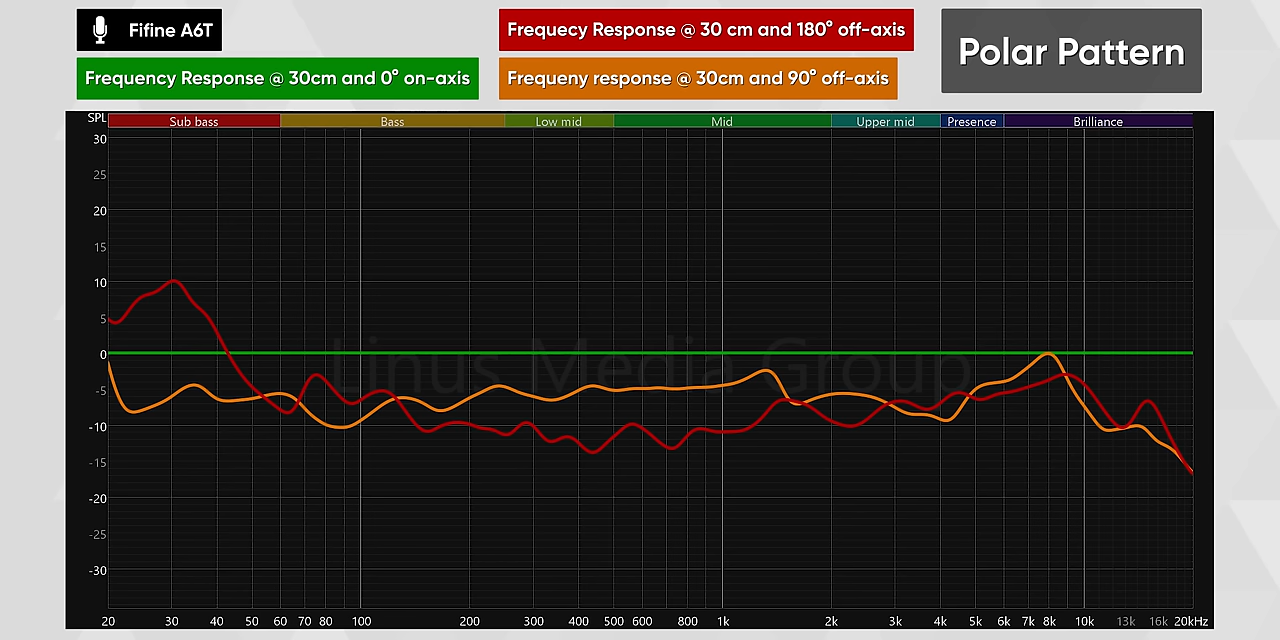 Fifine A6T
Frequecy Response @ 30 cm and 180° off-axis
Polar Pattern
Frequency Response @ 30cm and 0° on-axis
Frequeny response @ 30cm and 90° off-axis
SPL
Sub bass
Bass
Low mid
Mid
Upper mid
Presence
Brilliance
30
25
20
15
10
5
0
-5
-10
-15
-20
-25
-30
Linus Media Group
20 30 40 50 60 70 80 100 200 300 400 500 600 800 1k 2k 3k 4k 5k 6k 7k 8k 10k 13k 16k 20kHz